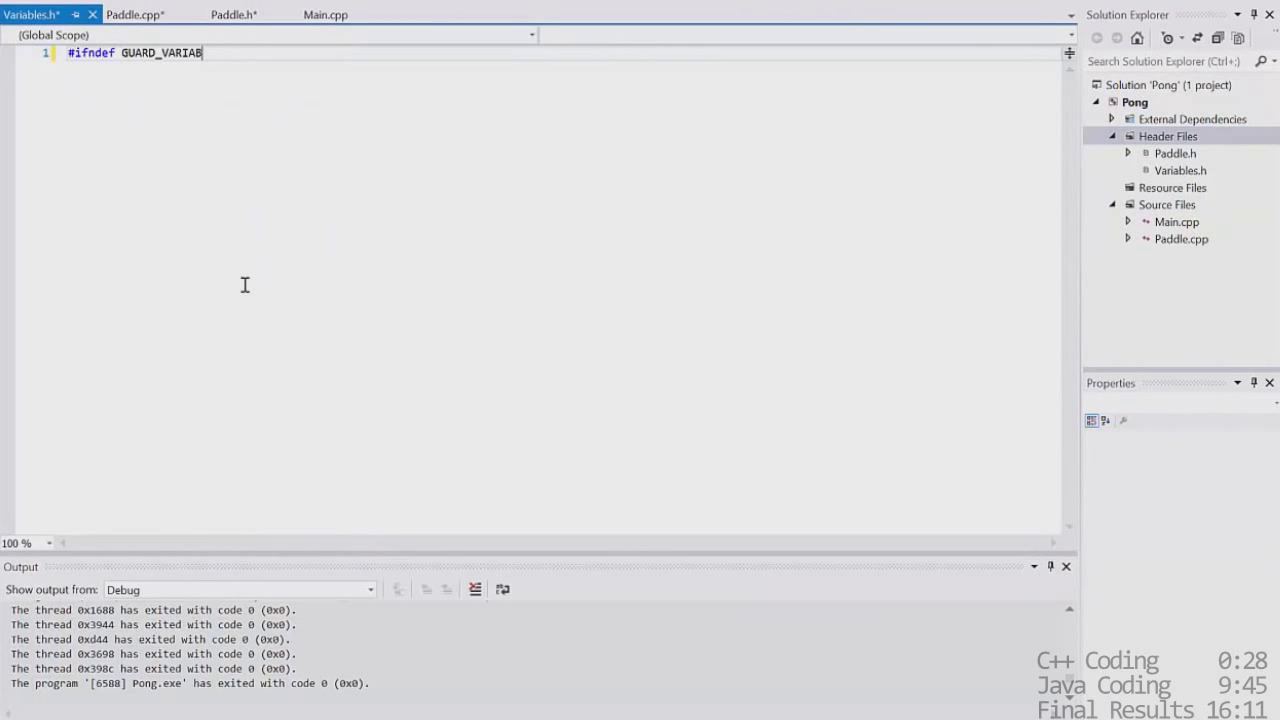 Variables.h* Paddle.cpp* Paddle.h* Main.cpp
(Global Scope)
1 #ifndef GUARD_VARIAB
100 %
Output
Show output from: Debug
The thread 0x1688 has exited with code 0 (0x0).
The thread 0x3944 has exited with code 0 (0x0).
The thread 0xd44 has exited with code 0 (0x0).
The thread 0x3698 has exited with code 0 (0x0).
The thread 0x398c has exited with code 0 (0x0).
The program '[6588] Pong.exe' has exited with code 0 (0x0).
Solution Explorer
Search Solution Explorer (Ctrl+;)
Solution 'Pong' (1 project)
Pong
External Dependencies
Header Files
Paddle.h
Variables.h
Resource Files
Source Files
Main.cpp
Paddle.cpp
Properties
C++ Coding 0:28
Java Coding 9:45
Final Results 16:11